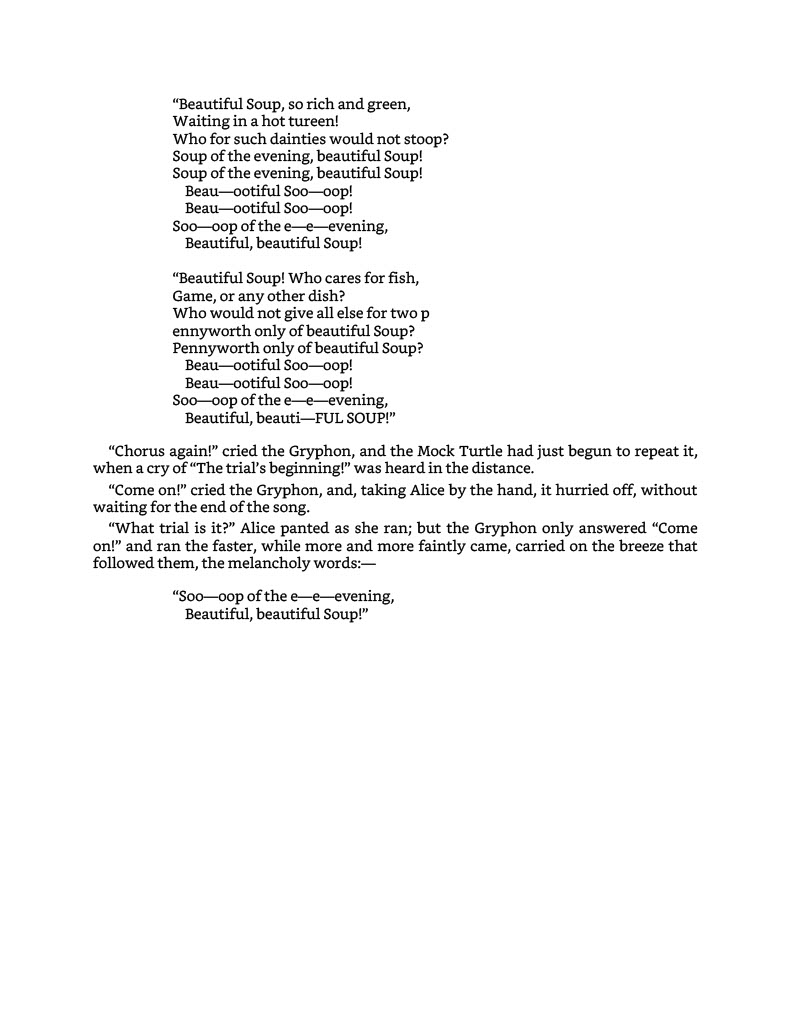 “Beautiful Soup, so rich and green,
Waiting in a hot tureen!
Who for such dainties would not stoop?
Soup of the evening, beautiful Soup!
Soup of the evening, beautiful Soup!
Beau—ootiful Soo—oop!
Beau—ootiful Soo—oop!
Soo—oop of the e—e—evening,
Beautiful, beautiful Soup!
“Beautiful Soup! Who cares for fish,
Game, or any other dish?
Who would not give all else for two p
ennyworth only of beautiful Soup?
Pennyworth only of beautiful Soup?
Beau—ootiful Soo—oop!
Beau—ootiful Soo—oop!
Soo—oop of the e—e—evening,
Beautiful, beauti—FUL SOUP!”
“Chorus again!” cried the Gryphon, and the Mock Turtle had just begun to repeat it,
when a cry of “The trial’s beginning!” was heard in the distance.
“Come on!” cried the Gryphon, and, taking Alice by the hand, it hurried off, without
waiting for the end of the song.
“What trial is it?” Alice panted as she ran; but the Gryphon only answered “Come
on!” and ran the faster, while more and more faintly came, carried on the breeze that
followed them, the melancholy words:—
“Soo—oop of the e—e—evening,
Beautiful, beautiful Soup!”